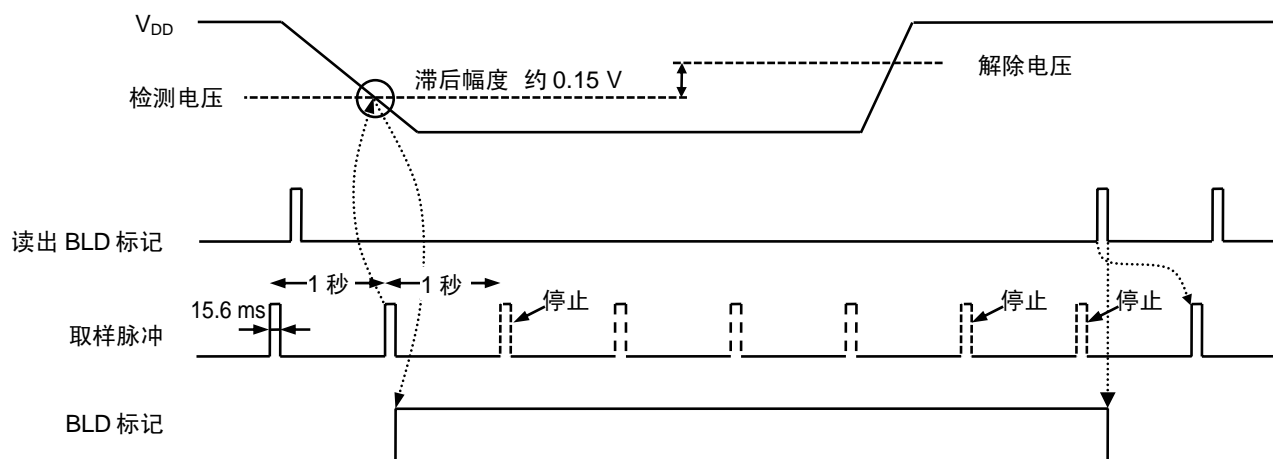 VDD
滞后幅度 约 0.15 V
解除电压
检测电压
读出 BLD 标记
1 秒
1 秒
15.6 ms
停止
停止
停止
取样脉冲
BLD 标记